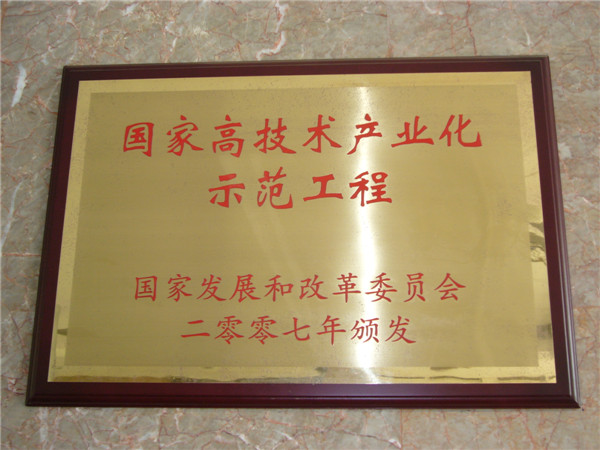 国家高技术产业化
示范工程
国家发展和改革委员会
二零零七年颁发